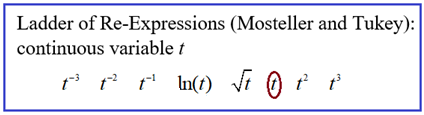 Ladder of Re-Expressions (Mosteller and Tukey):
continuous variable t
t⁻³ t⁻² t⁻¹ ln(t) √t t t² t³